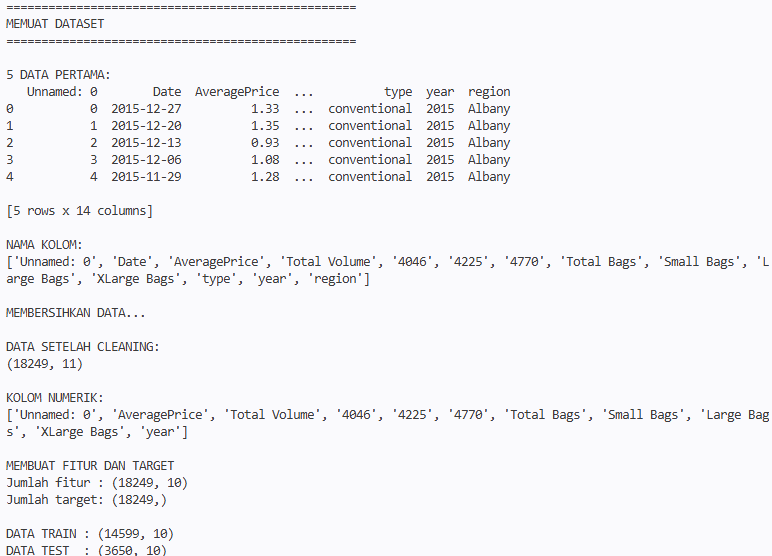 ==================================================
MEMUAT DATASET
==================================================
5 DATA PERTAMA:
   Unnamed: 0        Date  AveragePrice  ...          type  year  region
0           0  2015-12-27          1.33  ...  conventional  2015  Albany
1           1  2015-12-20          1.35  ...  conventional  2015  Albany
2           2  2015-12-13          0.93  ...  conventional  2015  Albany
3           3  2015-12-06          1.08  ...  conventional  2015  Albany
4           4  2015-11-29          1.28  ...  conventional  2015  Albany
[5 rows x 14 columns]
NAMA KOLOM:
['Unnamed: 0', 'Date', 'AveragePrice', 'Total Volume', '4046', '4225', '4770', 'Total Bags', 'Small Bags', 'L
arge Bags', 'XLarge Bags', 'type', 'year', 'region']
MEMBERSIHKAN DATA...
DATA SETELAH CLEANING:
(18249, 11)
KOLOM NUMERIK:
['Unnamed: 0', 'AveragePrice', 'Total Volume', '4046', '4225', '4770', 'Total Bags', 'Small Bags', 'Large Bag
s', 'XLarge Bags', 'year']
MEMBUAT FITUR DAN TARGET
Jumlah fitur : (18249, 10)
Jumlah target: (18249,)
DATA TRAIN : (14599, 10)
DATA TEST  : (3650, 10)